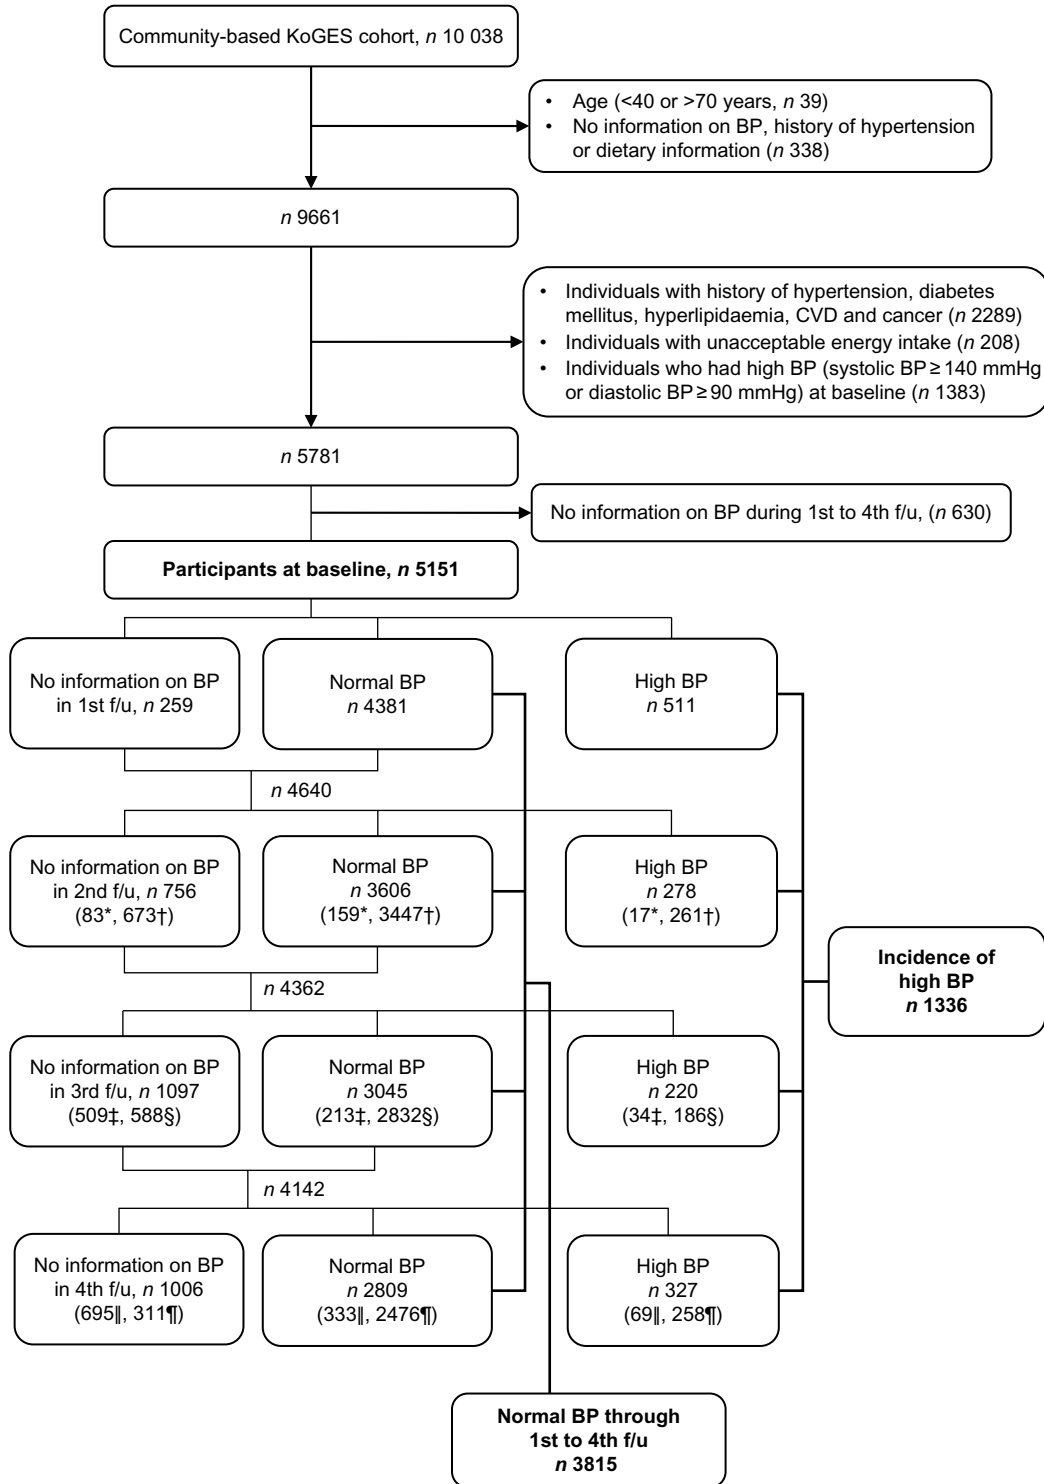 Community-based KoGES cohort, n 10 038
• Age (<40 or >70 years, n 39)
• No information on BP, history of hypertension
or dietary information (n 338)
n 9661
• Individuals with history of hypertension, diabetes
mellitus, hyperlipidaemia, CVD and cancer (n 2289)
• Individuals with unacceptable energy intake (n 208)
• Individuals who had high BP (systolic BP ≥ 140 mmHg
or diastolic BP ≥ 90 mmHg) at baseline (n 1383)
n 5781
No information on BP during 1st to 4th f/u, (n 630)
Participants at baseline, n 5151
No information on BP
in 1st f/u, n 259
Normal BP
n 4381
High BP
n 511
n 4640
No information on BP
in 2nd f/u, n 756
(83*, 673†)
Normal BP
n 3606
(159*, 3447†)
High BP
n 278
(17*, 261†)
Incidence of
high BP
n 1336
n 4362
No information on BP
in 3rd f/u, n 1097
(509‡, 588§)
Normal BP
n 3045
(213‡, 2832§)
High BP
n 220
(34‡, 186§)
n 4142
No information on BP
in 4th f/u, n 1006
(695‖, 311¶)
Normal BP
n 2809
(333‖, 2476¶)
High BP
n 327
(69‖, 258¶)
Normal BP through
1st to 4th f/u
n 3815